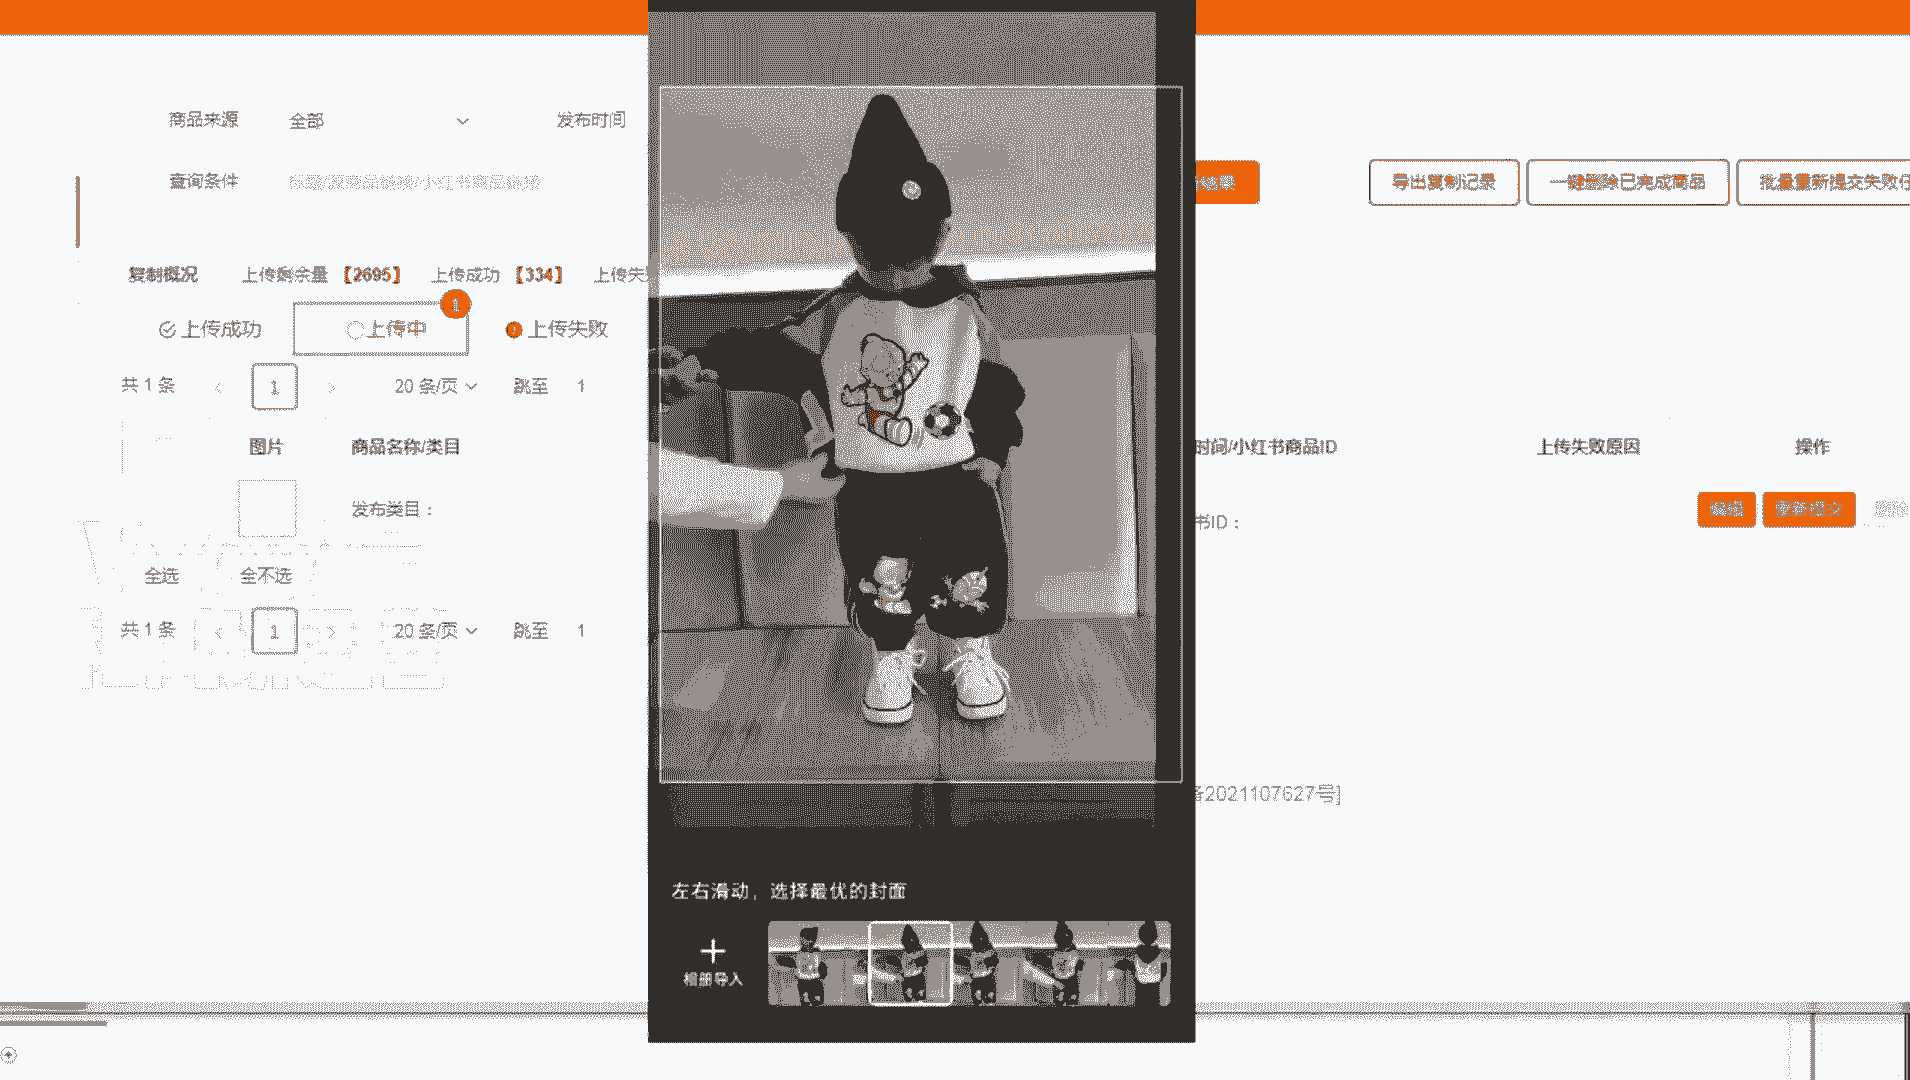 商品来源 全部 发布时间
查询条件 标题/源商品链接/小红书商品链接
结果 导出复制记录 一键删除已完成商品 批量重新提交失败
复制概况 上传剩余量 【2695】 上传成功 【334】 上传失
上传成功 上传中 1 上传失败
共 1 条 1 20 条/页 跳至 1
图片 商品名称/类目 时间/小红书商品ID 上传失败原因 操作
发布类目： 书ID： 编辑 重新提交 删除
全选 全不选
共 1 条 1 20 条/页 跳至 1
备2021107627号]
左右滑动，选择最优的封面
相册导入